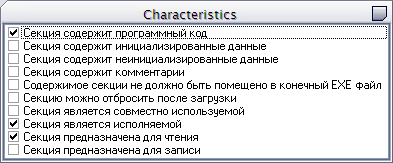 Characteristics
Секция содержит программный код
Секция содержит инициализированные данные
Секция содержит неинициализированные данные
Секция содержит комментарии
Содержимое секции не должно быть помещено в конечный EXE файл
Секцию можно отбросить после загрузки
Секция является совместно используемой
Секция является исполняемой
Секция предназначена для чтения
Секция предназначена для записи